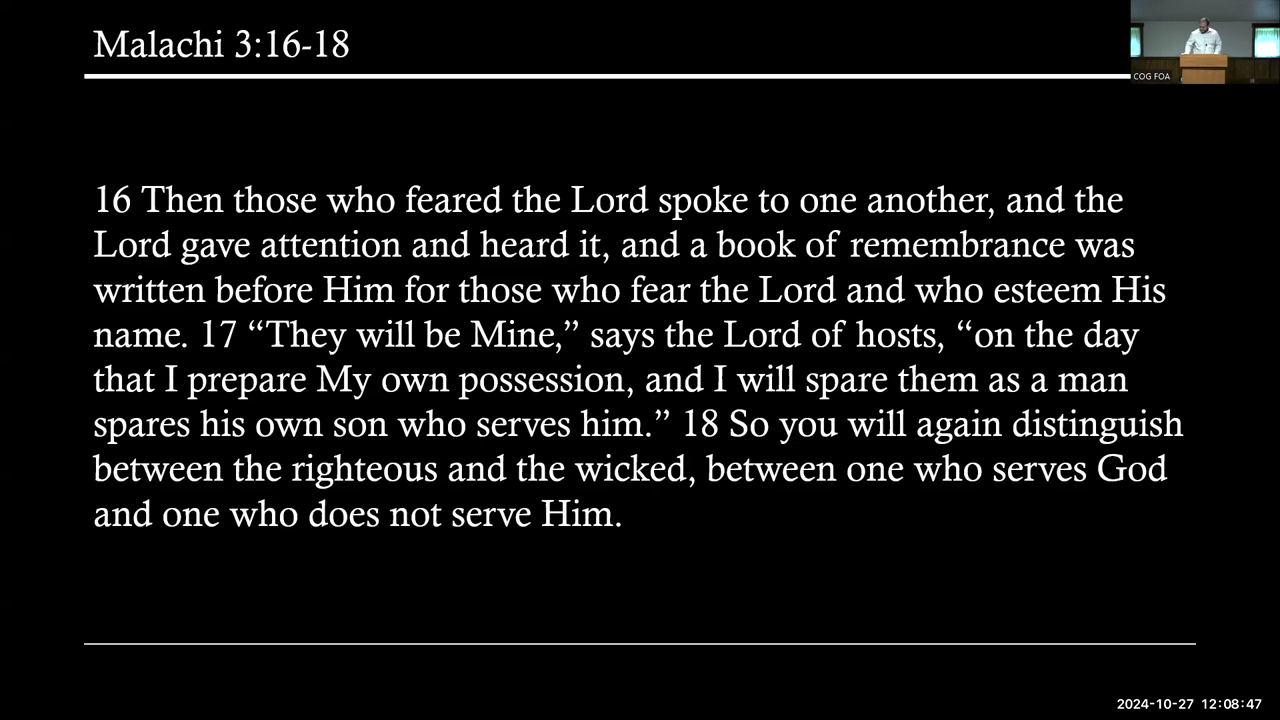 Malachi 3:16-18
COG FOA
16 Then those who feared the Lord spoke to one another, and the
Lord gave attention and heard it, and a book of remembrance was
written before Him for those who fear the Lord and who esteem His
name. 17 “They will be Mine,” says the Lord of hosts, “on the day
that I prepare My own possession, and I will spare them as a man
spares his own son who serves him.” 18 So you will again distinguish
between the righteous and the wicked, between one who serves God
and one who does not serve Him.
2024-10-27 12:08:47